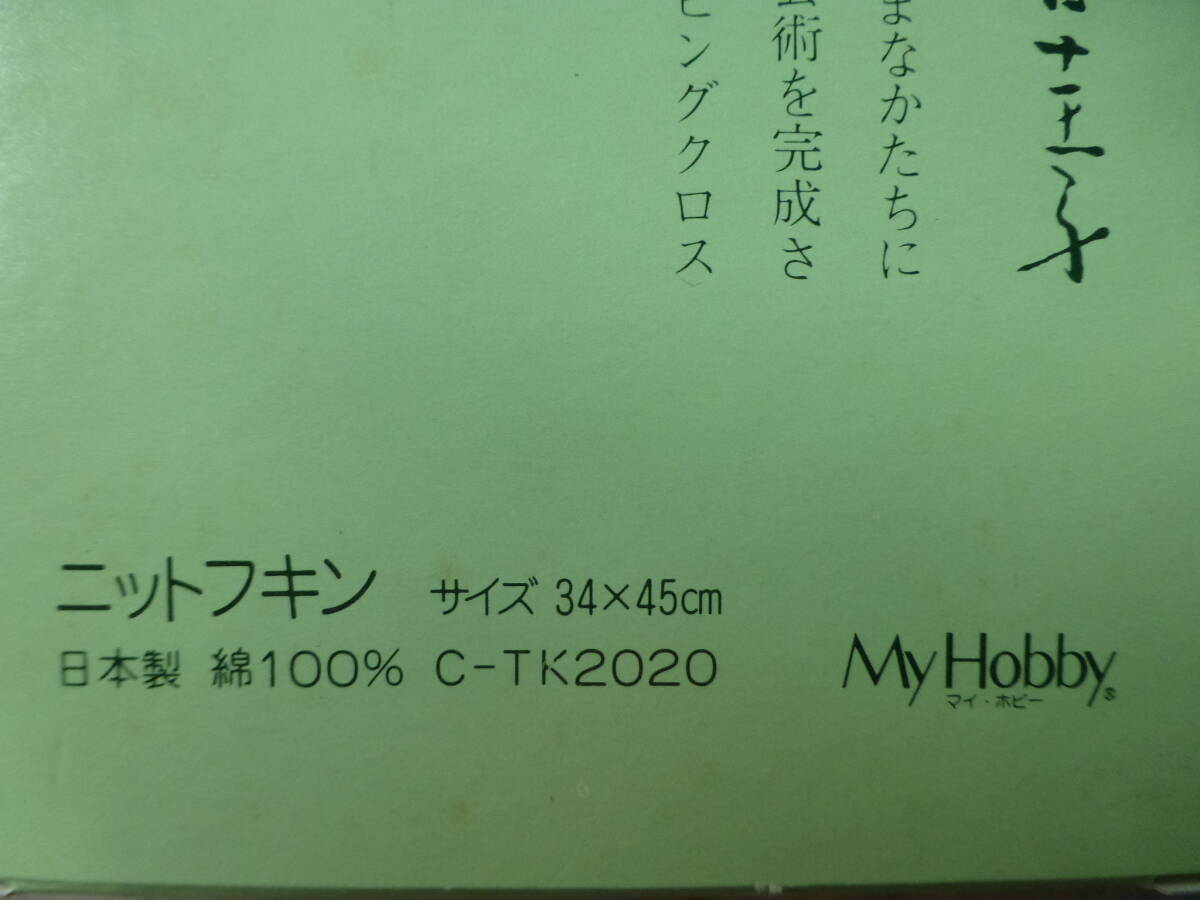 まなかたちに
術を完成さ
ングクロス〉
ニットフキン サイズ 34×45cm
日本製 綿100% C-TK2020
My Hobby®
マイ・ホビー